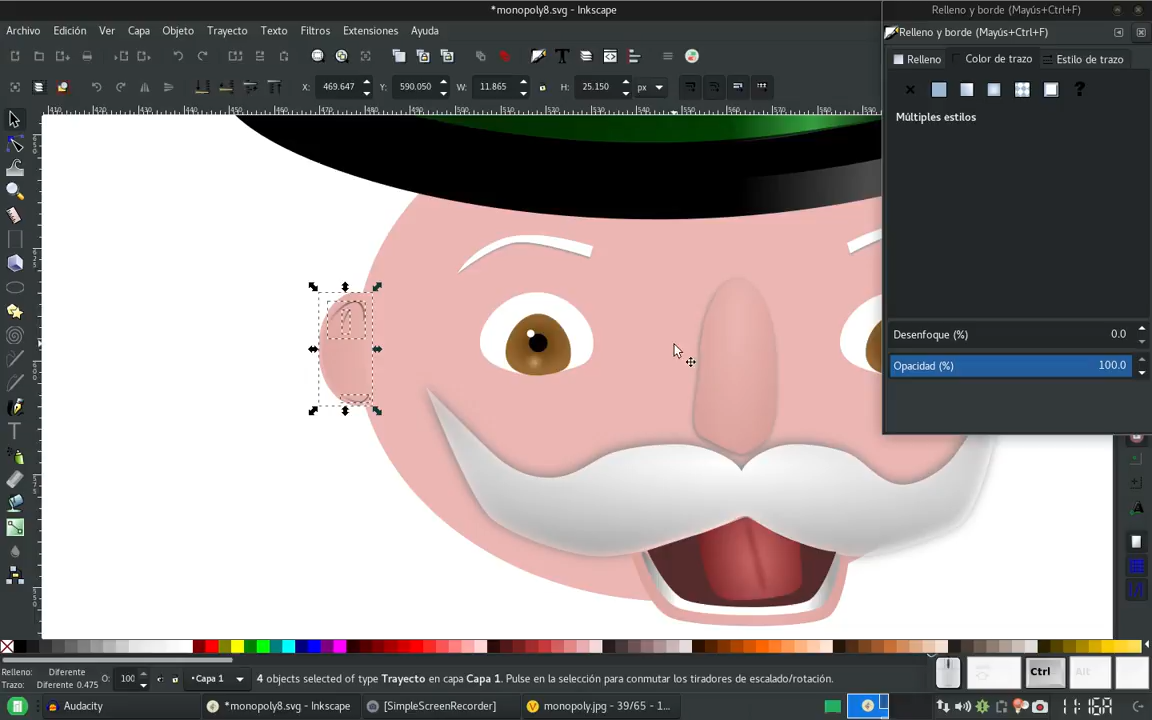 *monopoly8.svg - Inkscape
Relleno y borde (Mayús+Ctrl+F)
Archivo Edición Ver Capa Objeto Trayecto Texto Filtros Extensiones Ayuda
Relleno y borde (Mayús+Ctrl+F)
Relleno Color de trazo Estilo de trazo
X: 469.647 Y: 590.050 W: 11.865 H: 25.150 px
?
Múltiples estilos
Desenfoque (%) 0.0
Opacidad (%) 100.0
Relleno: Diferente
Trazo: Diferente 0.475
O: 100
•Capa 1
4 objects selected of type Trayecto en capa Capa 1. Pulse en la selección para conmutar los tiradores de escalado/rotación.
Ctrl Alt
Audacity *monopoly8.svg - Inkscape [SimpleScreenRecorder] monopoly.jpg - 39/65 - 1...